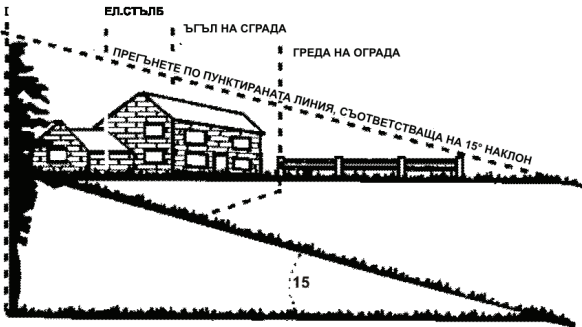 I
ЕЛ.СТЪЛБ
ЪГЪЛ НА СГРАДА
ГРЕДА НА ОГРАДА
ПРЕГЪНЕТЕ ПО ПУНКТИРАНАТА ЛИНИЯ, СЪОТВЕТСТВАЩА НА 15° НАКЛОН
15